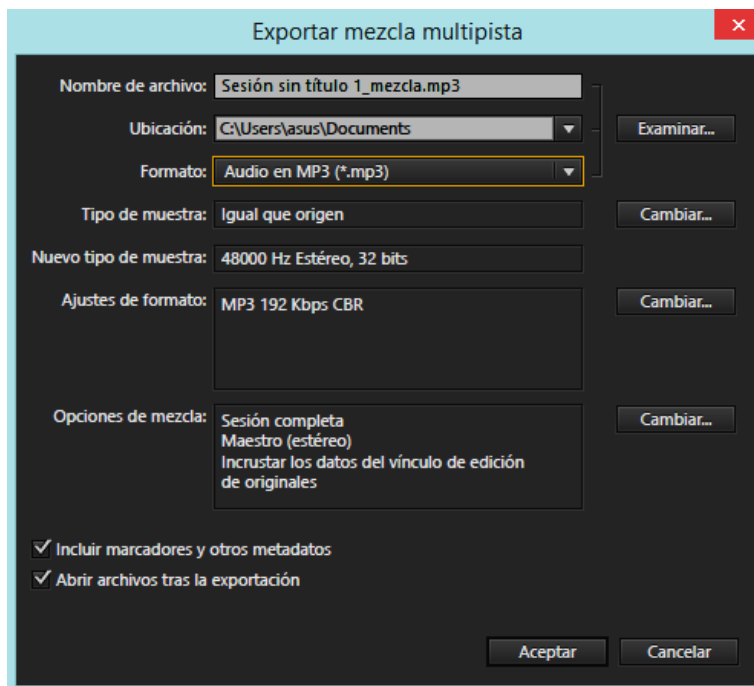 Exportar mezcla multipista
Nombre de archivo: Sesión sin título 1_mezcla.mp3
Ubicación: C:\Users\asus\Documents Examinar...
Formato: Audio en MP3 (*.mp3)
Tipo de muestra: Igual que origen Cambiar...
Nuevo tipo de muestra: 48000 Hz Estéreo, 32 bits
Ajustes de formato: MP3 192 Kbps CBR Cambiar...
Opciones de mezcla: Sesión completa Cambiar...
Maestro (estéreo)
Incrustar los datos del vínculo de edición
de originales
Incluir marcadores y otros metadatos
Abrir archivos tras la exportación
Aceptar Cancelar